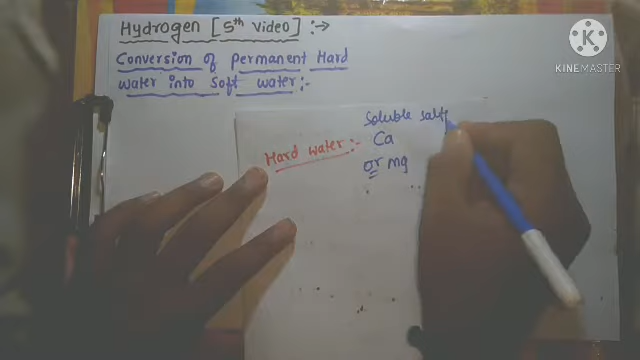 Hydrogen [5th video] :→
Conversion of permanent Hard
water into soft water :-
Soluble salt
Hard water :- Ca
or mg
KINEMASTER